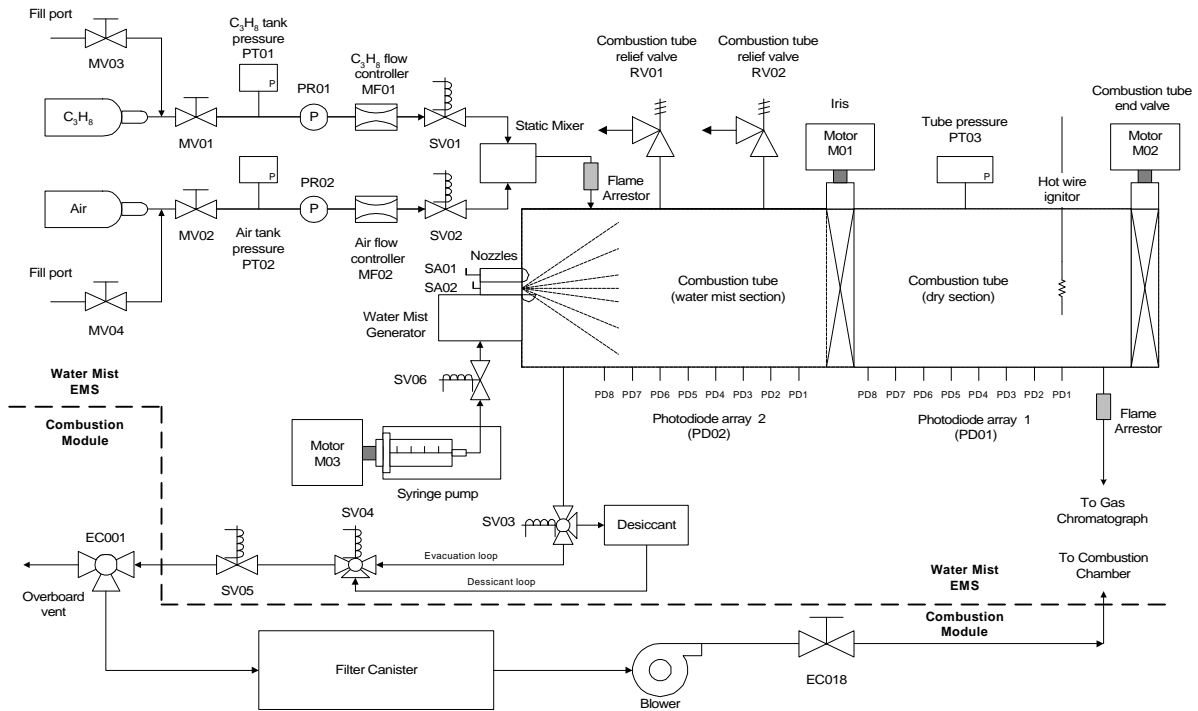 Fill port
MV03
C3H8 tank
pressure
PT01
P
C3H8
MV01
PR01
P
C3H8 flow
controller
MF01
SV01
Static Mixer
Flame
Arrestor
Combustion tube
relief valve
RV01
Combustion tube
relief valve
RV02
Iris
Motor
M01
Tube pressure
PT03
P
Hot wire
ignitor
Combustion tube
end valve
Motor
M02
Air
MV02
P
Air tank
pressure
PT02
PR02
P
Air flow
controller
MF02
SV02
Fill port
MV04
Nozzles
SA01
SA02
Water Mist
Generator
Combustion tube
(water mist section)
Combustion tube
(dry section)
SV06
PD8 PD7 PD6 PD5 PD4 PD3 PD2 PD1
Photodiode array 2
(PD02)
PD8 PD7 PD6 PD5 PD4 PD3 PD2 PD1
Photodiode array 1
(PD01)
Flame
Arrestor
Water Mist
EMS
Combustion
Module
Motor
M03
Syringe pump
To Gas
Chromatograph
SV03
Desiccant
SV04
Evacuation loop
Dessicant loop
EC001
Overboard
vent
SV05
To Combustion
Chamber
Water Mist
EMS
Combustion
Module
Filter Canister
Blower
EC018